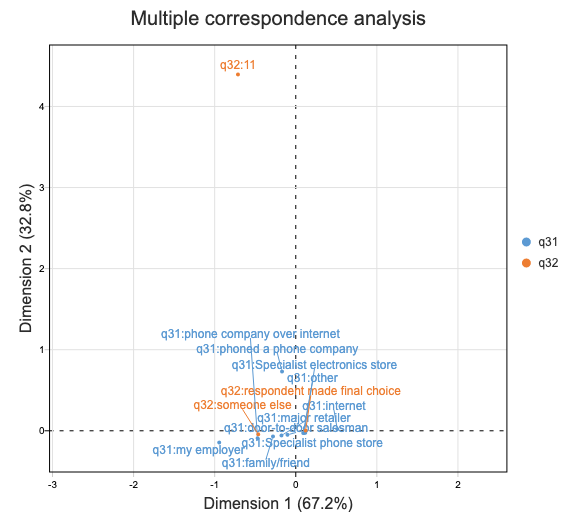 Multiple correspondence analysis
q32:11
4
3
Dimension 2 (32.8%)
q31
q32
2
q31:phone company over internet
1
q31:phoned a phone company
q31:Specialist electronics store
q31:other
q32:respondent made final choice
q32:someone else
q31:internet
q31:major retailer
0
q31:door-to-door salesman
q31:my employer
q31:Specialist phone store
q31:family/friend
-3
-2
-1
0
1
2
Dimension 1 (67.2%)